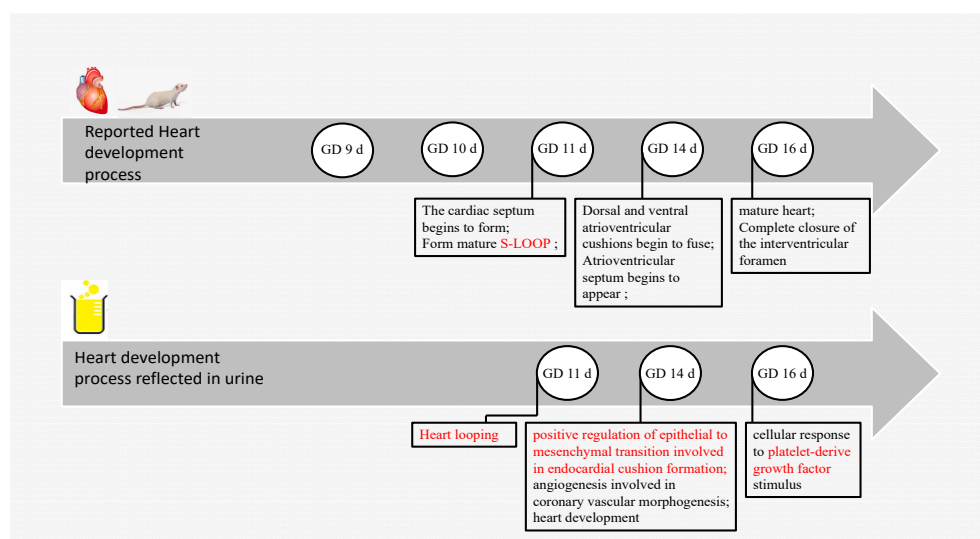 Reported Heart
development
process
GD 9 d
GD 10 d
GD 11 d
GD 14 d
GD 16 d
The cardiac septum
begins to form;
Form mature S-LOOP ;
Dorsal and ventral
atrioventricular
cushions begin to fuse;
Atrioventricular
septum begins to
appear ;
mature heart;
Complete closure of
the interventricular
foramen
Heart development
process reflected in urine
GD 11 d
GD 14 d
GD 16 d
Heart looping
positive regulation of epithelial to
mesenchymal transition involved
in endocardial cushion formation;
angiogenesis involved in
coronary vascular morphogenesis;
heart development
cellular response
to platelet-derive
growth factor
stimulus